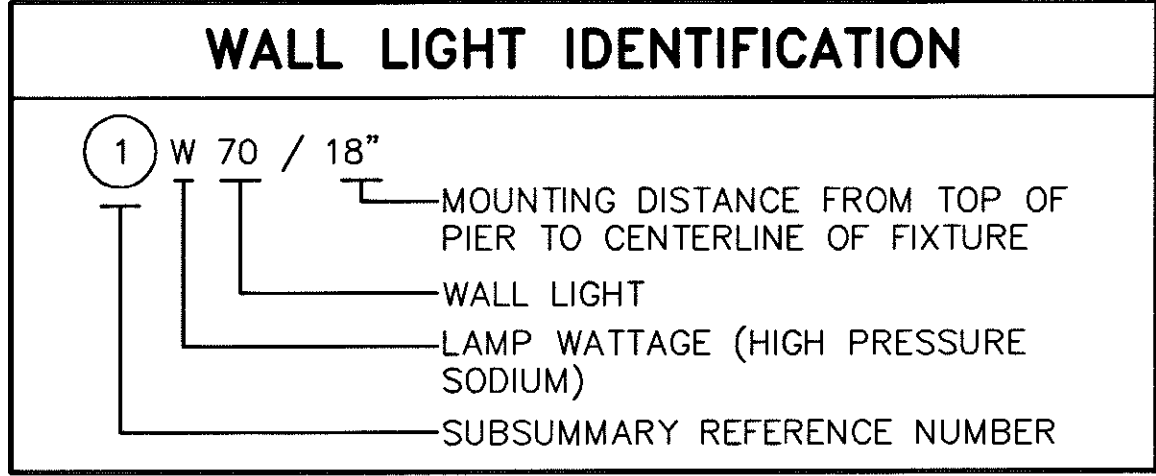 WALL LIGHT IDENTIFICATION
1 W 70 / 18"
MOUNTING DISTANCE FROM TOP OF
PIER TO CENTERLINE OF FIXTURE
WALL LIGHT
LAMP WATTAGE (HIGH PRESSURE
SODIUM)
SUBSUMMARY REFERENCE NUMBER